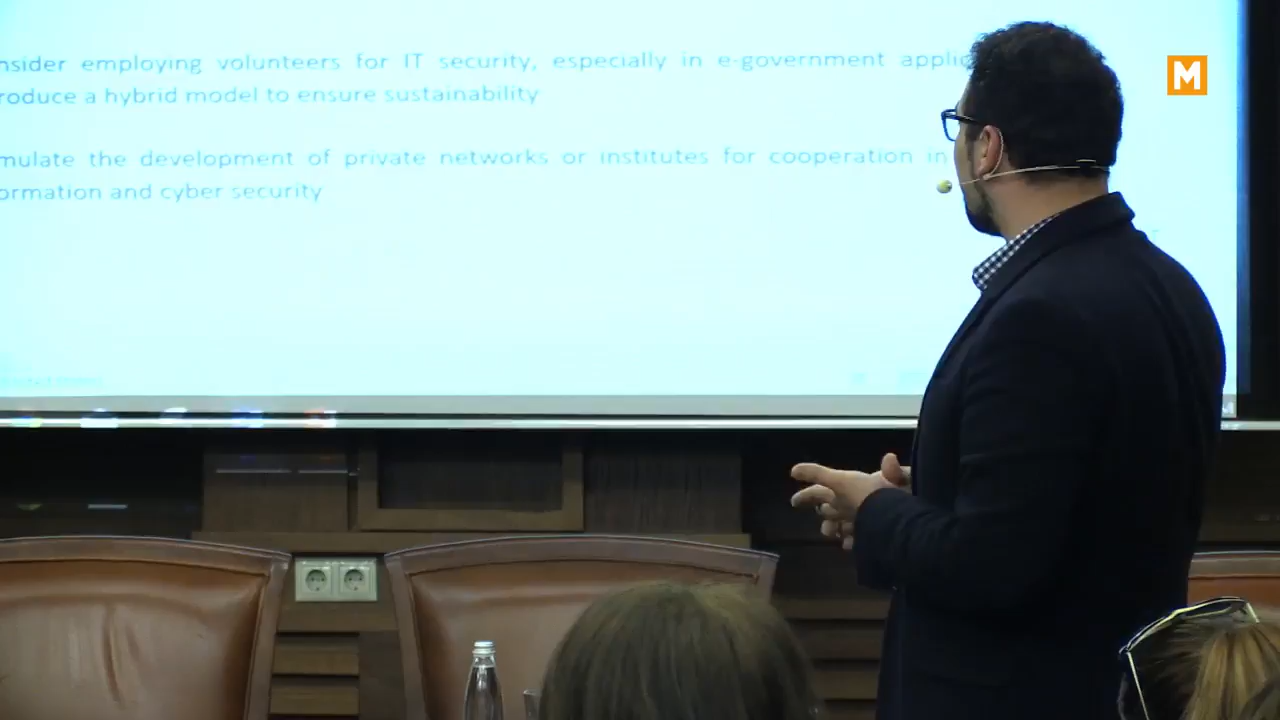 nsider employing volunteers for IT security, especially in e-government applic
roduce a hybrid model to ensure sustainability
mulate the development of private networks or institutes for cooperation in
ormation and cyber security
M